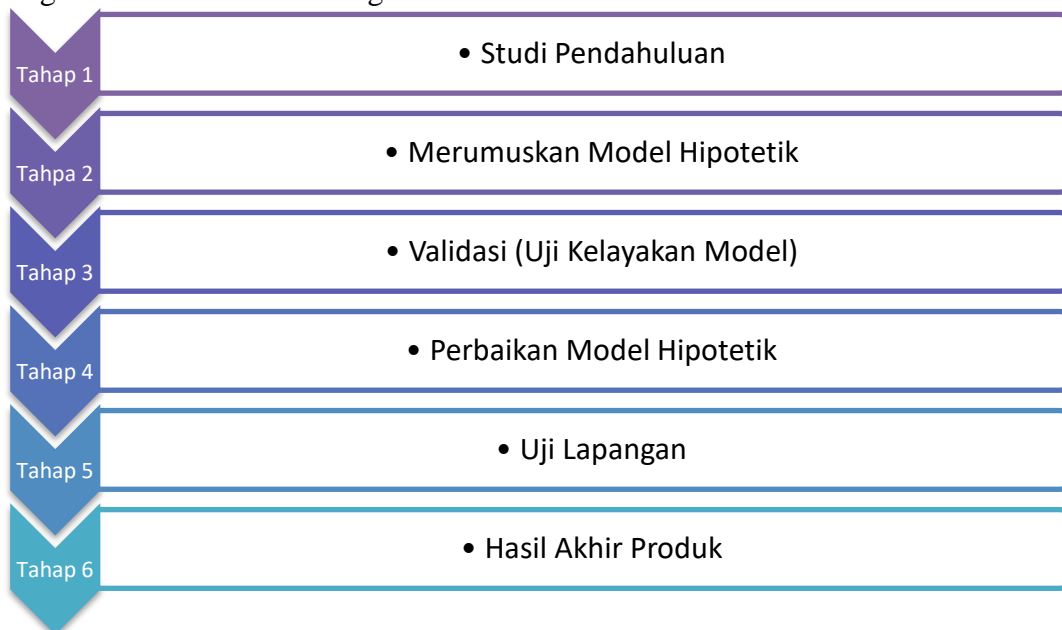 Tahap 1
• Studi Pendahuluan
Tahpa 2
• Merumuskan Model Hipotetik
Tahap 3
• Validasi (Uji Kelayakan Model)
Tahap 4
• Perbaikan Model Hipotetik
Tahap 5
• Uji Lapangan
Tahap 6
• Hasil Akhir Produk